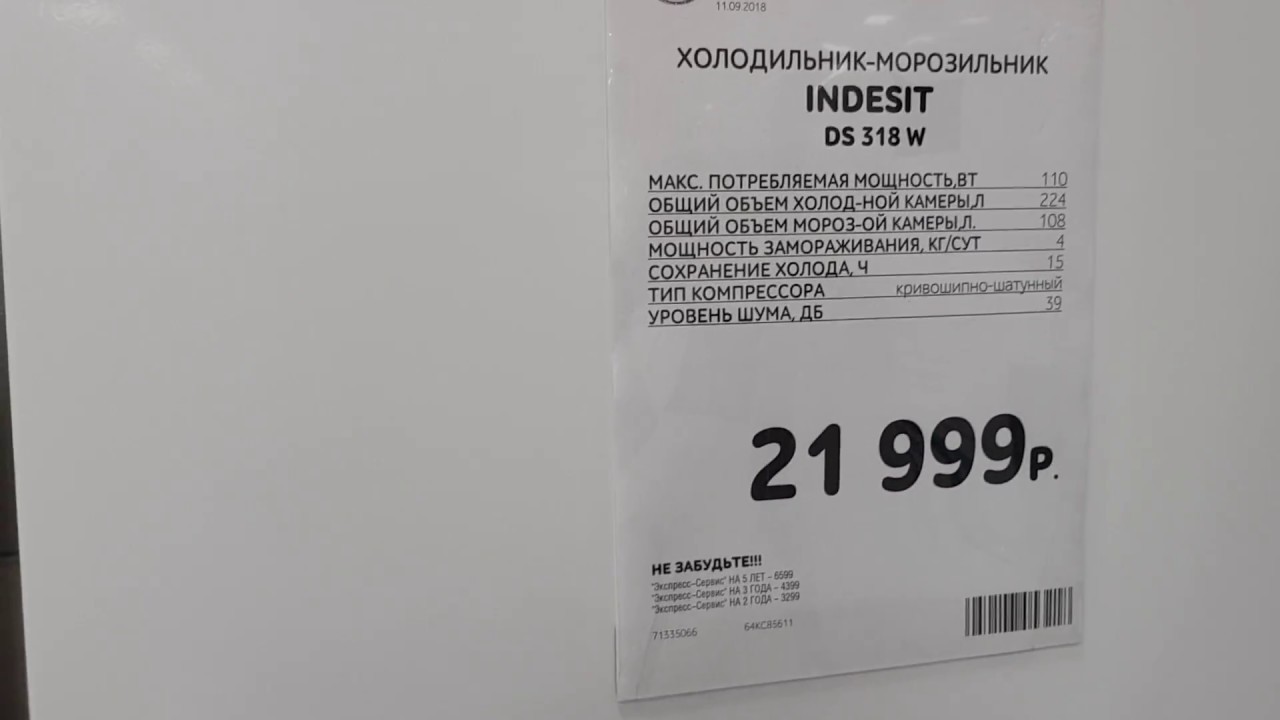 11.09.2018
ХОЛОДИЛЬНИК-МОРОЗИЛЬНИК
INDESIT
DS 318 W
МАКС. ПОТРЕБЛЯЕМАЯ МОЩНОСТЬ,ВТ 110
ОБЩИЙ ОБЪЕМ ХОЛОД-НОЙ КАМЕРЫ,Л 224
ОБЩИЙ ОБЪЕМ МОРОЗ-ОЙ КАМЕРЫ,Л. 108
МОЩНОСТЬ ЗАМОРАЖИВАНИЯ, КГ/СУТ 4
СОХРАНЕНИЕ ХОЛОДА, Ч 15
ТИП КОМПРЕССОРА кривошипно-шатунный
УРОВЕНЬ ШУМА, ДБ 39
21 999р.
НЕ ЗАБУДЬТЕ!!!
"Экспресс-Сервис" НА 5 ЛЕТ - 6599
"Экспресс-Сервис" НА 3 ГОДА - 4399
"Экспресс-Сервис" НА 2 ГОДА - 3299
71335066 64КС85611